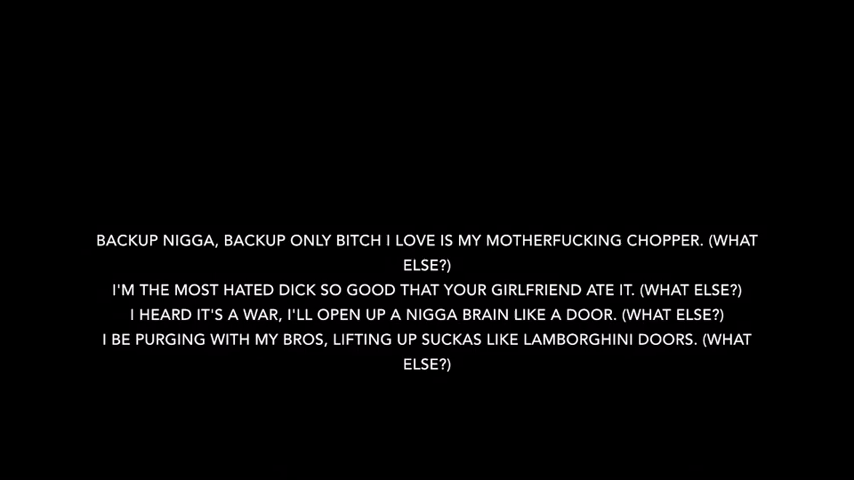 BACKUP NIGGA, BACKUP ONLY BITCH I LOVE IS MY MOTHERFUCKING CHOPPER. (WHAT
ELSE?)
I'M THE MOST HATED DICK SO GOOD THAT YOUR GIRLFRIEND ATE IT. (WHAT ELSE?)
I HEARD IT'S A WAR, I'LL OPEN UP A NIGGA BRAIN LIKE A DOOR. (WHAT ELSE?)
I BE PURGING WITH MY BROS, LIFTING UP SUCKAS LIKE LAMBORGHINI DOORS. (WHAT
ELSE?)